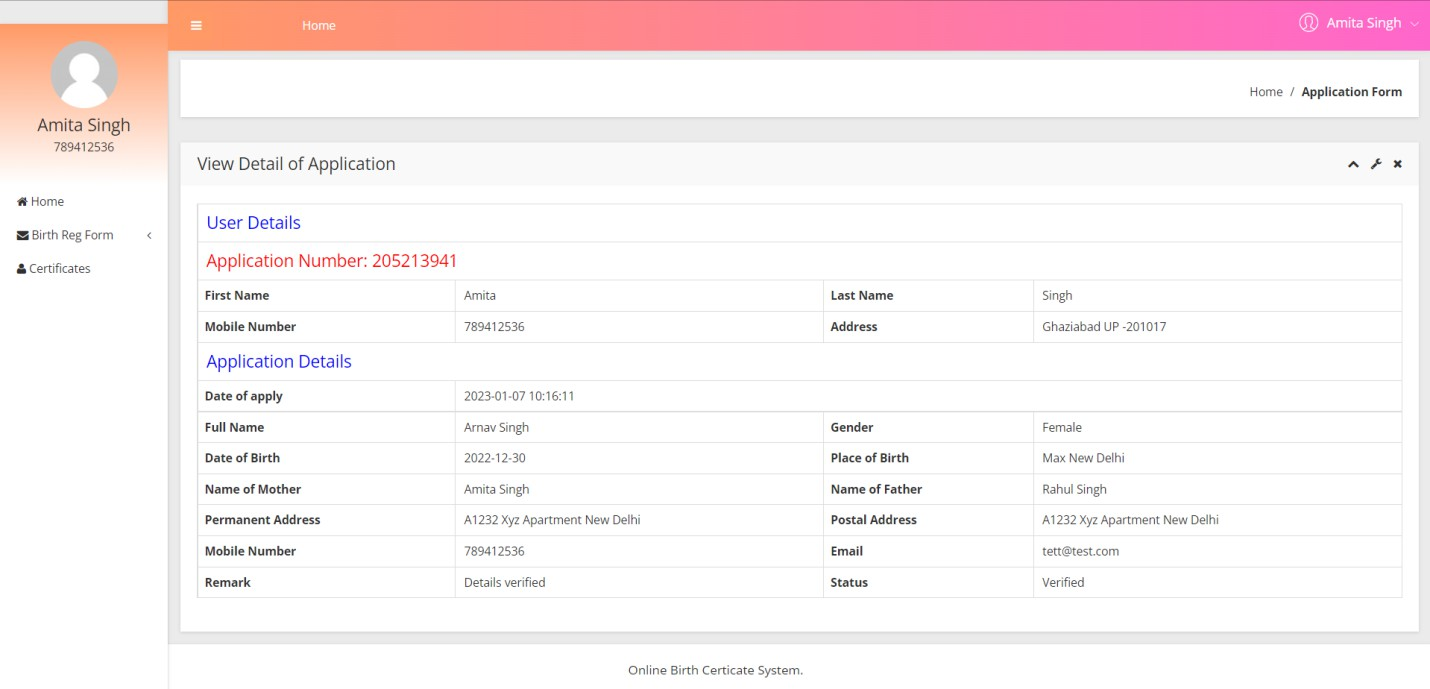 Home
Amita Singh
Amita Singh
789412536
Home
Birth Reg Form
Certificates
Home / Application Form
View Detail of Application
User Details
Application Number: 205213941
First Name Amita Last Name Singh
Mobile Number 789412536 Address Ghaziabad UP -201017
Application Details
Date of apply 2023-01-07 10:16:11
Full Name Arnav Singh Gender Female
Date of Birth 2022-12-30 Place of Birth Max New Delhi
Name of Mother Amita Singh Name of Father Rahul Singh
Permanent Address A1232 Xyz Apartment New Delhi Postal Address A1232 Xyz Apartment New Delhi
Mobile Number 789412536 Email tett@test.com
Remark Details verified Status Verified
Online Birth Certicate System.